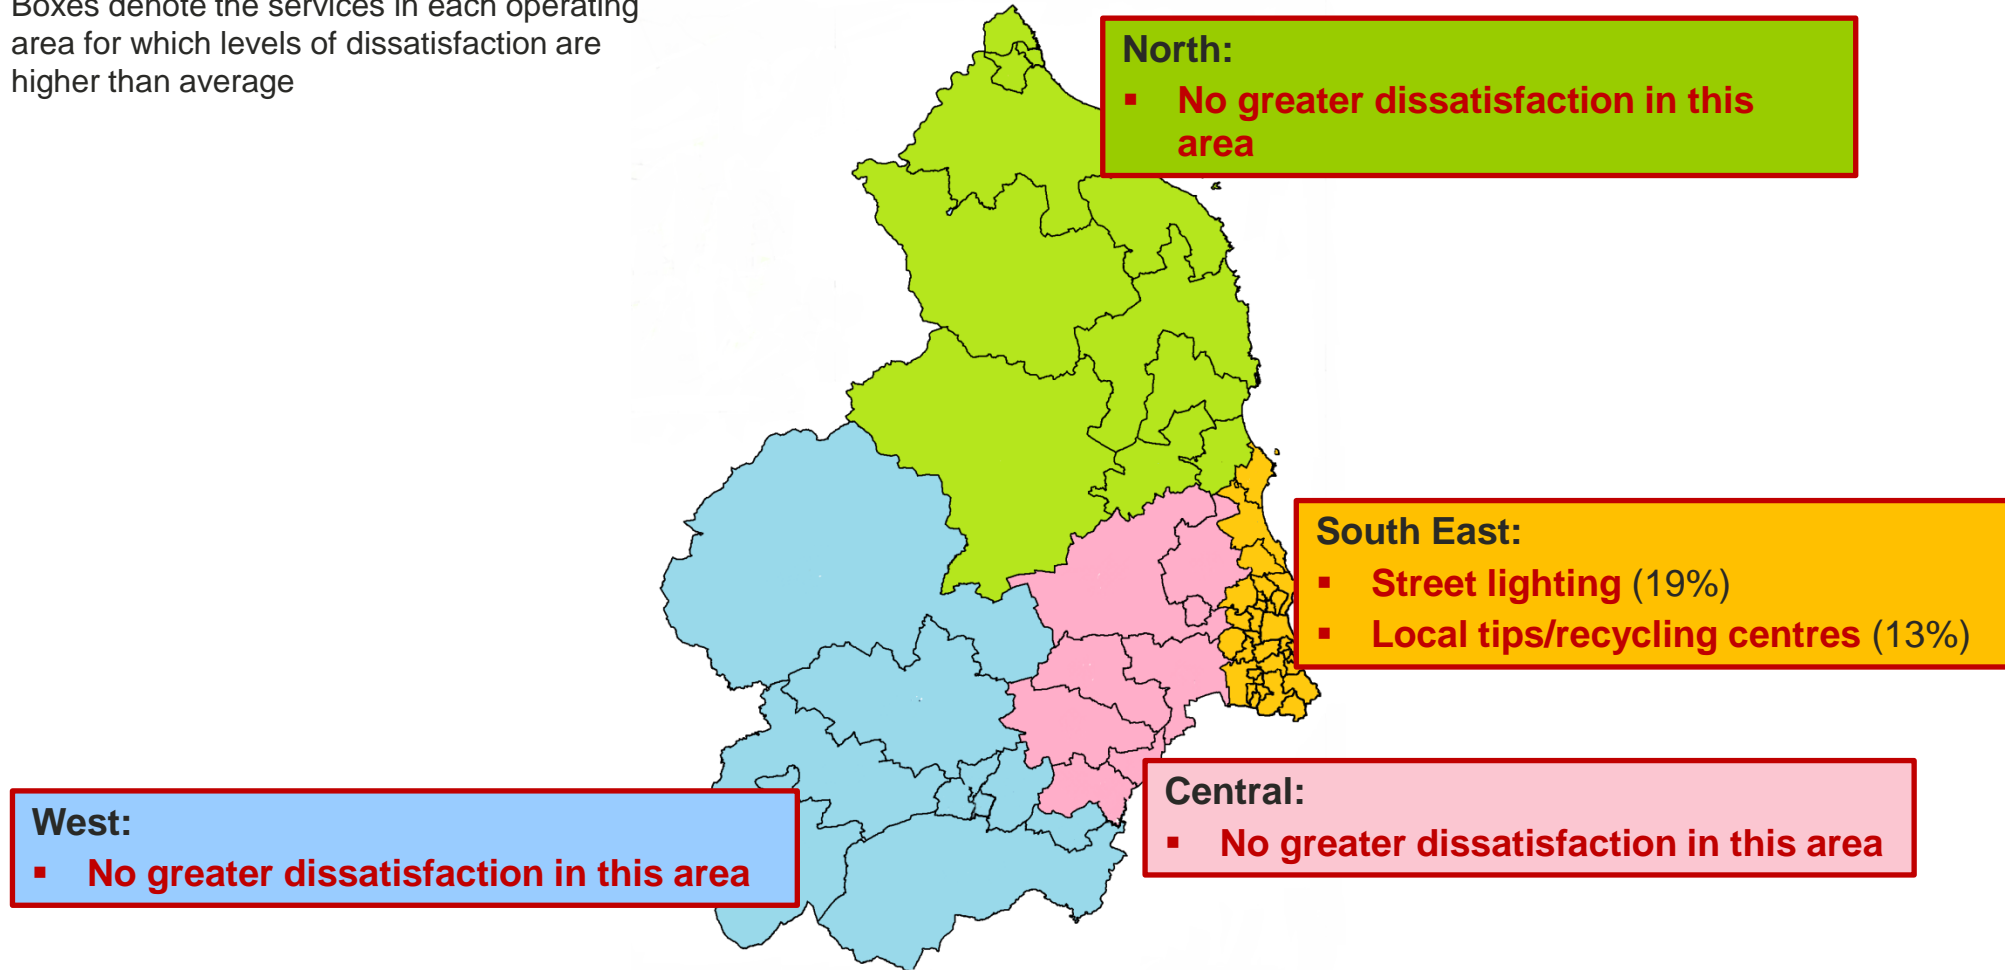 Boxes denote the services in each operating
area for which levels of dissatisfaction are
higher than average
North:
▪ No greater dissatisfaction in this
area
South East:
▪ Street lighting (19%)
▪ Local tips/recycling centres (13%)
Central:
▪ No greater dissatisfaction in this area
West:
▪ No greater dissatisfaction in this area